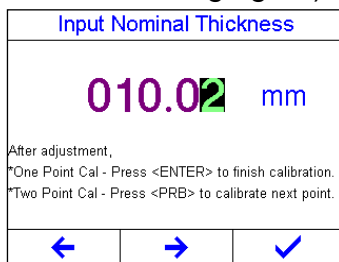 Input Nominal Thickness
010.02 mm
After adjustment,
*One Point Cal - Press <ENTER> to finish calibration.
*Two Point Cal - Press <PRB> to calibrate next point.